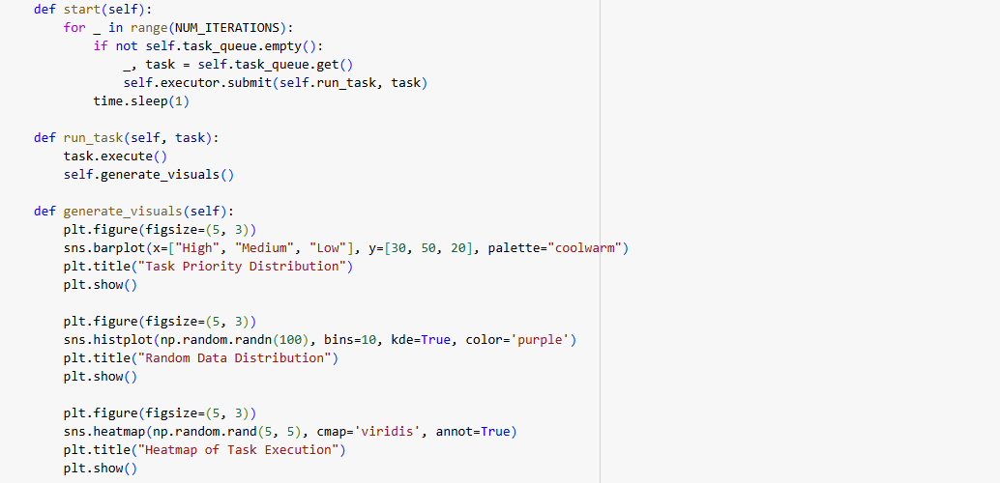 def start(self):
    for _ in range(NUM_ITERATIONS):
        if not self.task_queue.empty():
            _, task = self.task_queue.get()
            self.executor.submit(self.run_task, task)
        time.sleep(1)

def run_task(self, task):
    task.execute()
    self.generate_visuals()

def generate_visuals(self):
    plt.figure(figsize=(5, 3))
    sns.barplot(x=["High", "Medium", "Low"], y=[30, 50, 20], palette="coolwarm")
    plt.title("Task Priority Distribution")
    plt.show()

    plt.figure(figsize=(5, 3))
    sns.histplot(np.random.randn(100), bins=10, kde=True, color='purple')
    plt.title("Random Data Distribution")
    plt.show()

    plt.figure(figsize=(5, 3))
    sns.heatmap(np.random.rand(5, 5), cmap='viridis', annot=True)
    plt.title("Heatmap of Task Execution")
    plt.show()